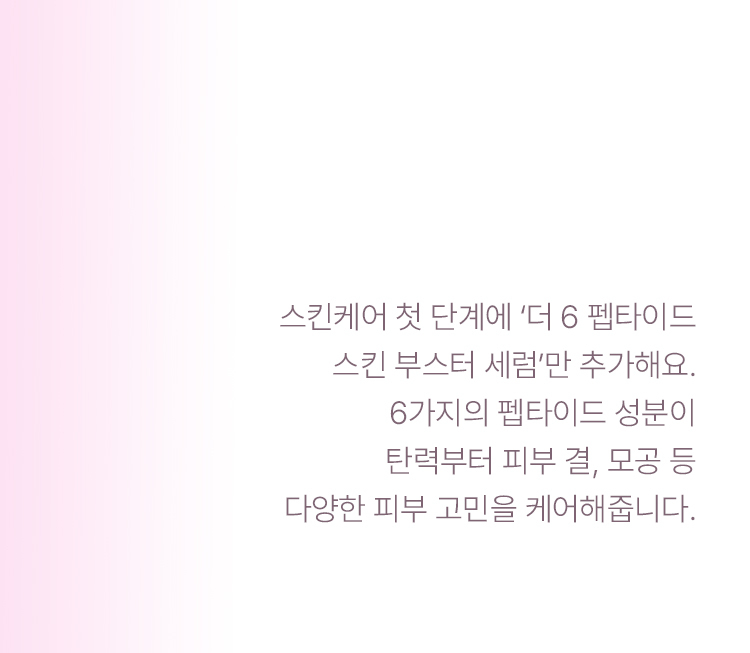 스킨케어 첫 단계에 ‘더 6 펩타이드
스킨 부스터 세럼’만 추가해요.
6가지의 펩타이드 성분이
탄력부터 피부 결, 모공 등
다양한 피부 고민을 케어해줍니다.